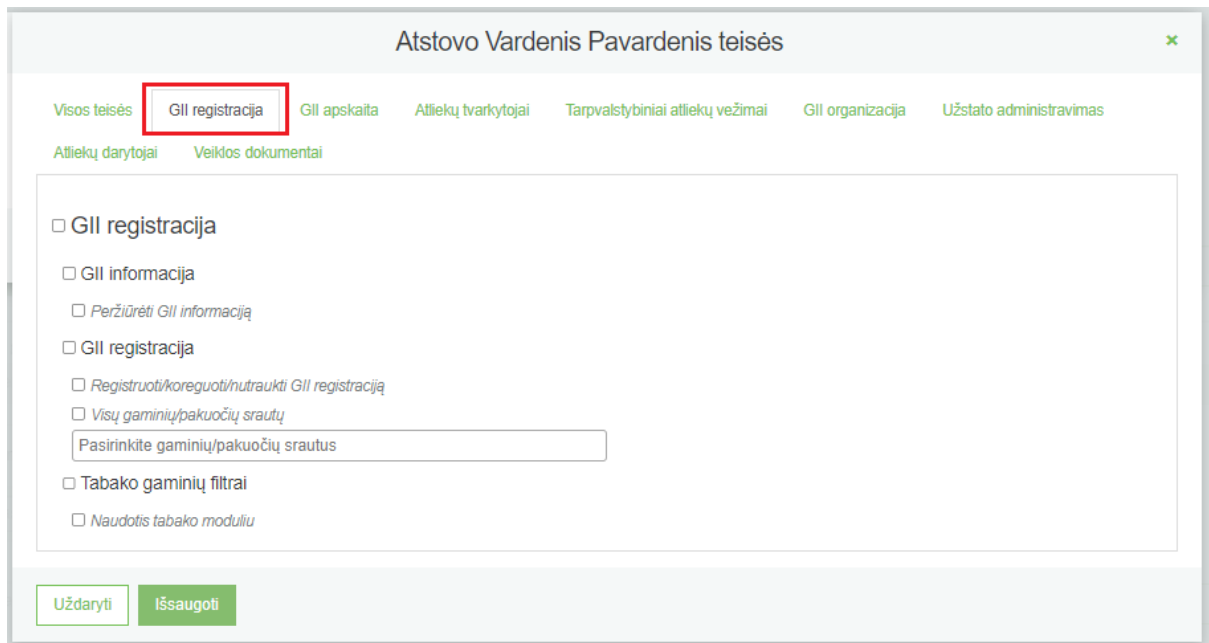 Atstovo Vardenis Pavardenis teisės ×
Visos teisės GII registracija GII apskaita Atliekų tvarkytojai Tarpvalstybiniai atliekų vežimai GII organizacija Užstato administravimas
Atliekų darytojai Veiklos dokumentai
GII registracija
GII informacija
Peržiūrėti GII informaciją
GII registracija
Registruoti/koreguoti/nutraukti GII registraciją
Visų gaminių/pakuočių srautų
Pasirinkite gaminių/pakuočių srautus
Tabako gaminių filtrai
Naudotis tabako moduliu
Uždaryti Išsaugoti